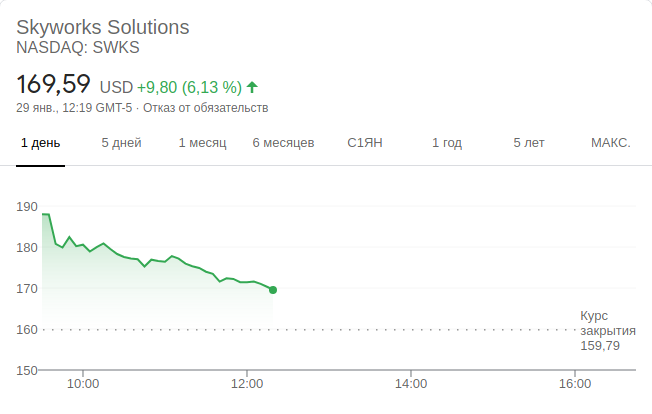 Skyworks Solutions
NASDAQ: SWKS
169,59 USD +9,80 (6,13 %)
29 янв., 12:19 GMT-5 · Отказ от обязательств
1 день 5 дней 1 месяц 6 месяцев С1ЯН 1 год 5 лет МАКС.
190
180
170
160
150
Курс
закрытия
159,79
10:00 12:00 14:00 16:00